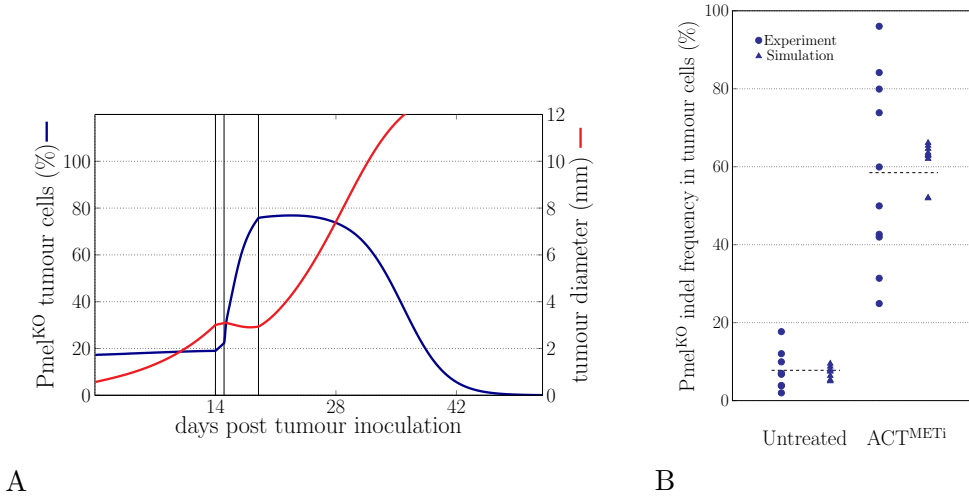 Pmel^KO tumour cells (%)
100
80
60
40
20
0
14
28
42
days post tumour inoculation
12
10
8
6
4
2
0
tumour diameter (mm)
A
Pmel^KO indel frequency in tumour cells (%)
100
80
60
40
20
0
Experiment
Simulation
Untreated
ACT^METi
B